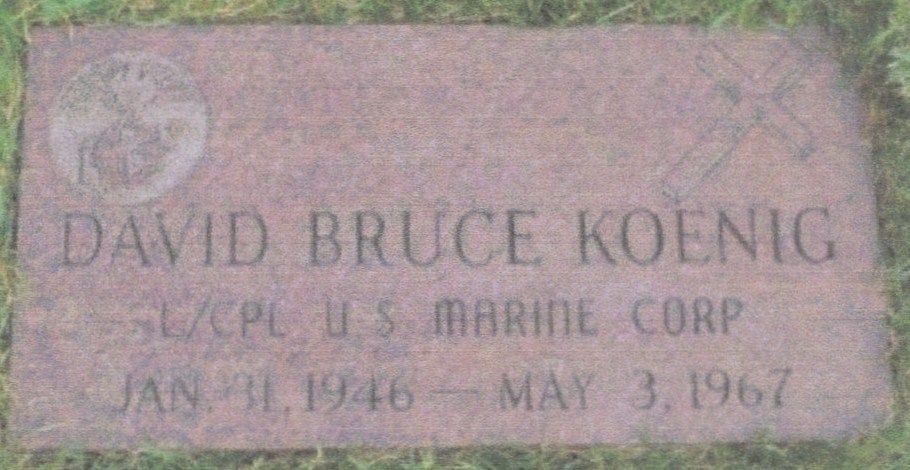 DAVID BRUCE KOENIG
L/CPL U S MARINE CORP
JAN. 31, 1946 — MAY 3, 1967